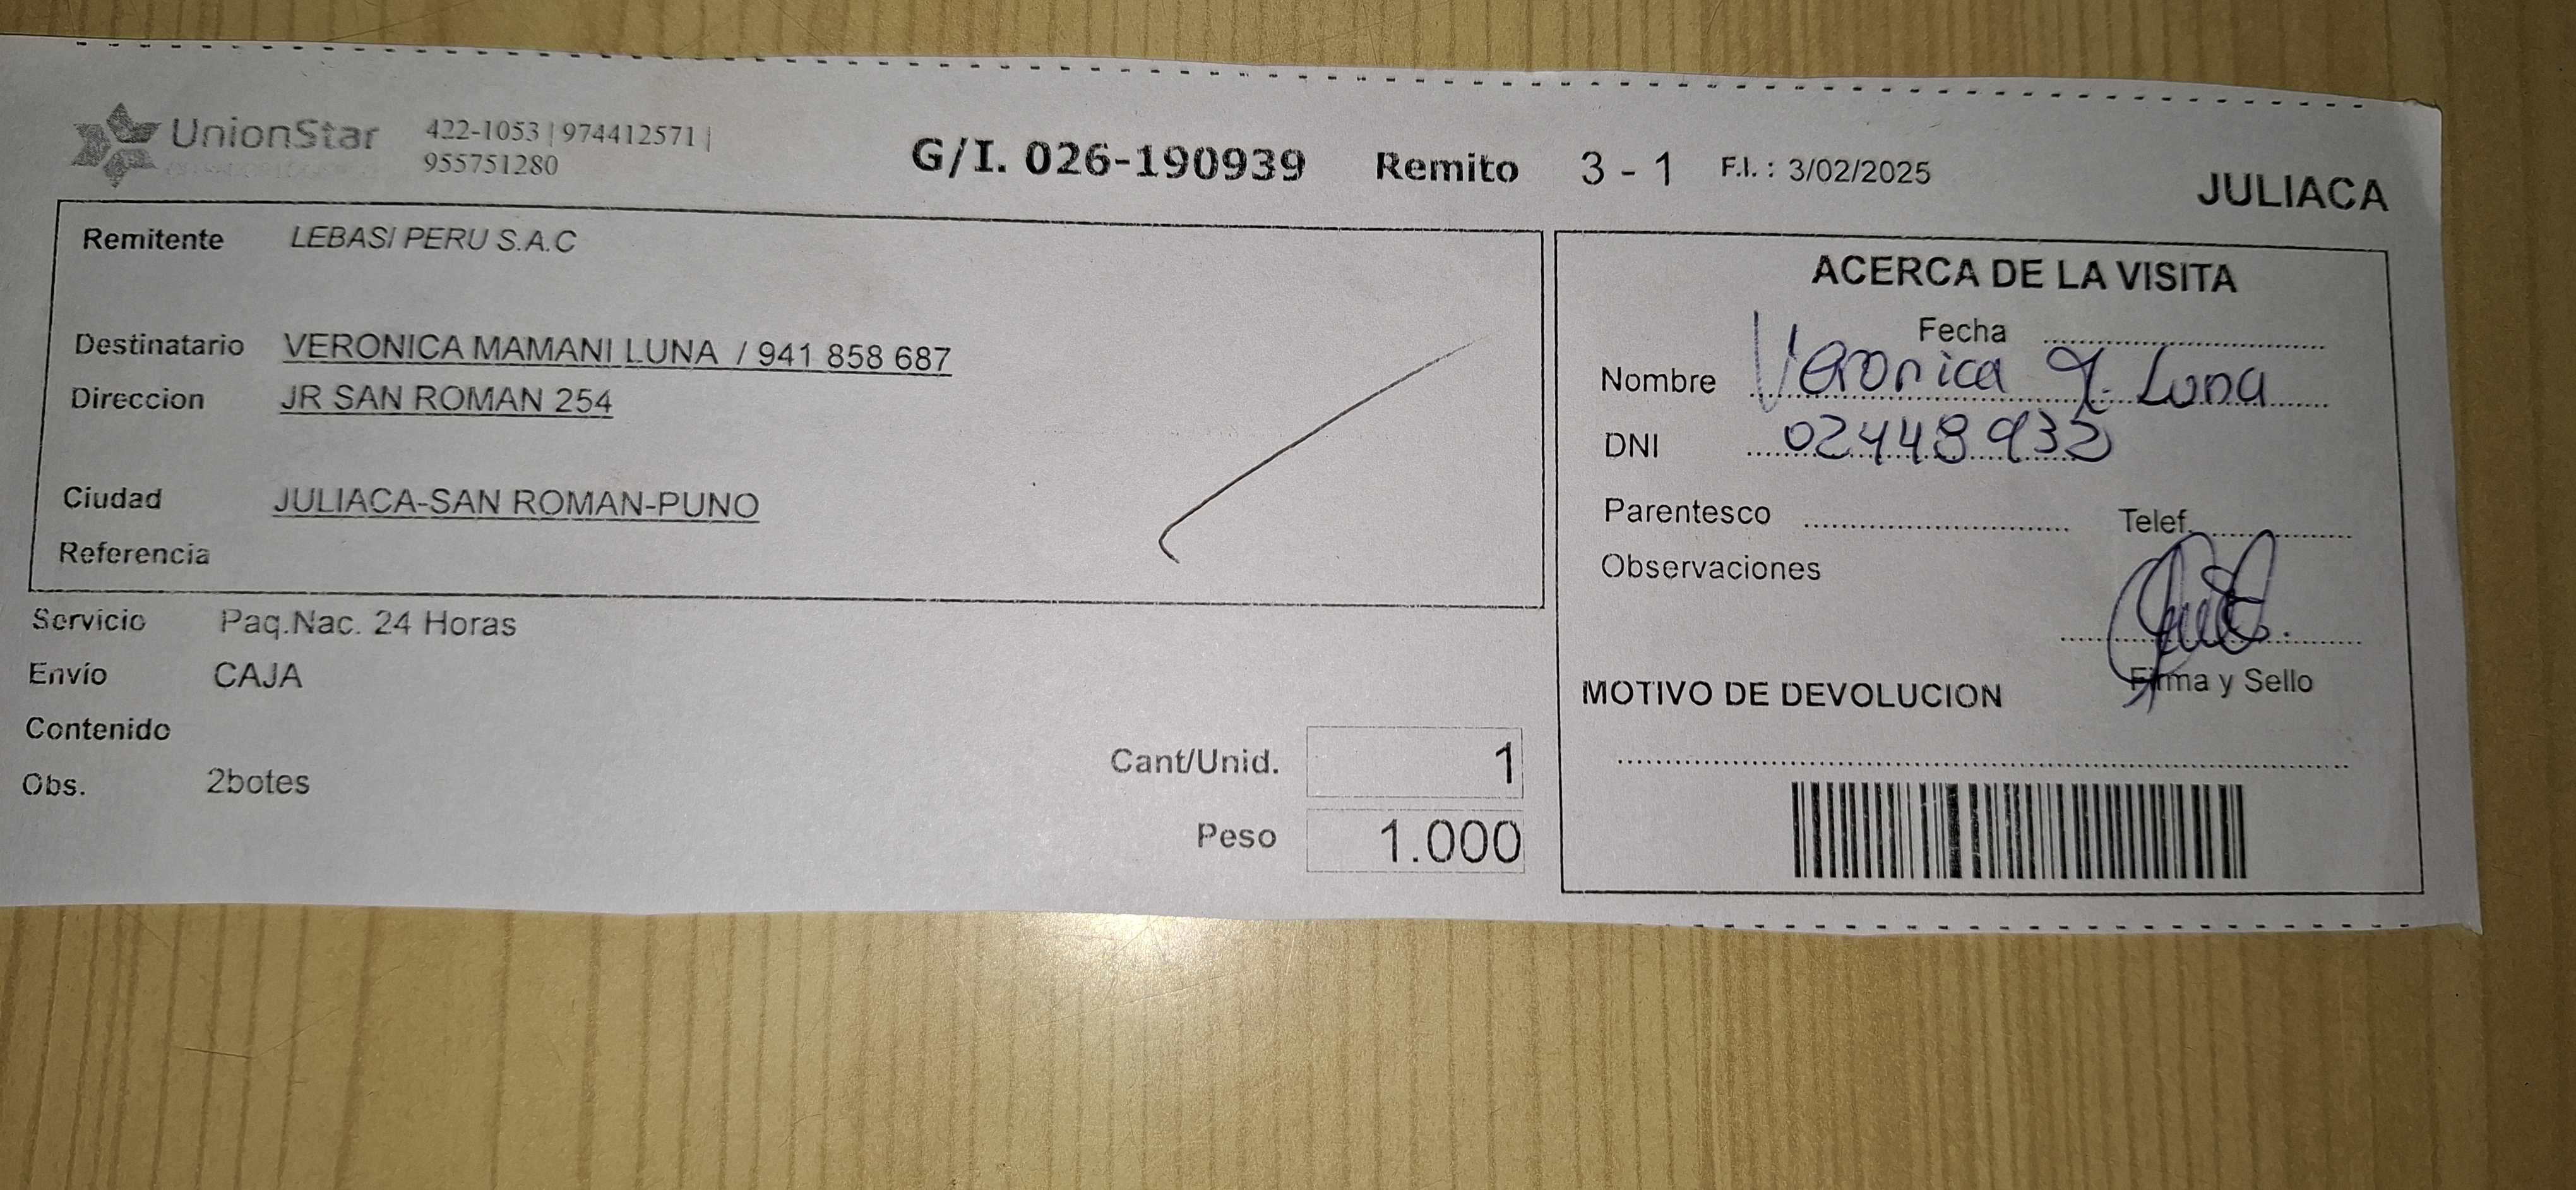 UnionStar 422-1053 | 974412571 |
955751280
G/I. 026-190939 Remito 3 - 1 F.I. : 3/02/2025
JULIACA
Remitente LEBASI PERU S.A.C
Destinatario VERONICA MAMANI LUNA / 941 858 687
Direccion JR SAN ROMAN 254
Ciudad JULIACA-SAN ROMAN-PUNO
Referencia
Servicio Paq.Nac. 24 Horas
Envío CAJA
Contenido
Obs. 2botes
Cant/Unid. 1
Peso 1.000
ACERCA DE LA VISITA
Fecha
Nombre Veronica Luna
DNI 02448932
Parentesco Telef.
Observaciones
Firma y Sello
MOTIVO DE DEVOLUCION